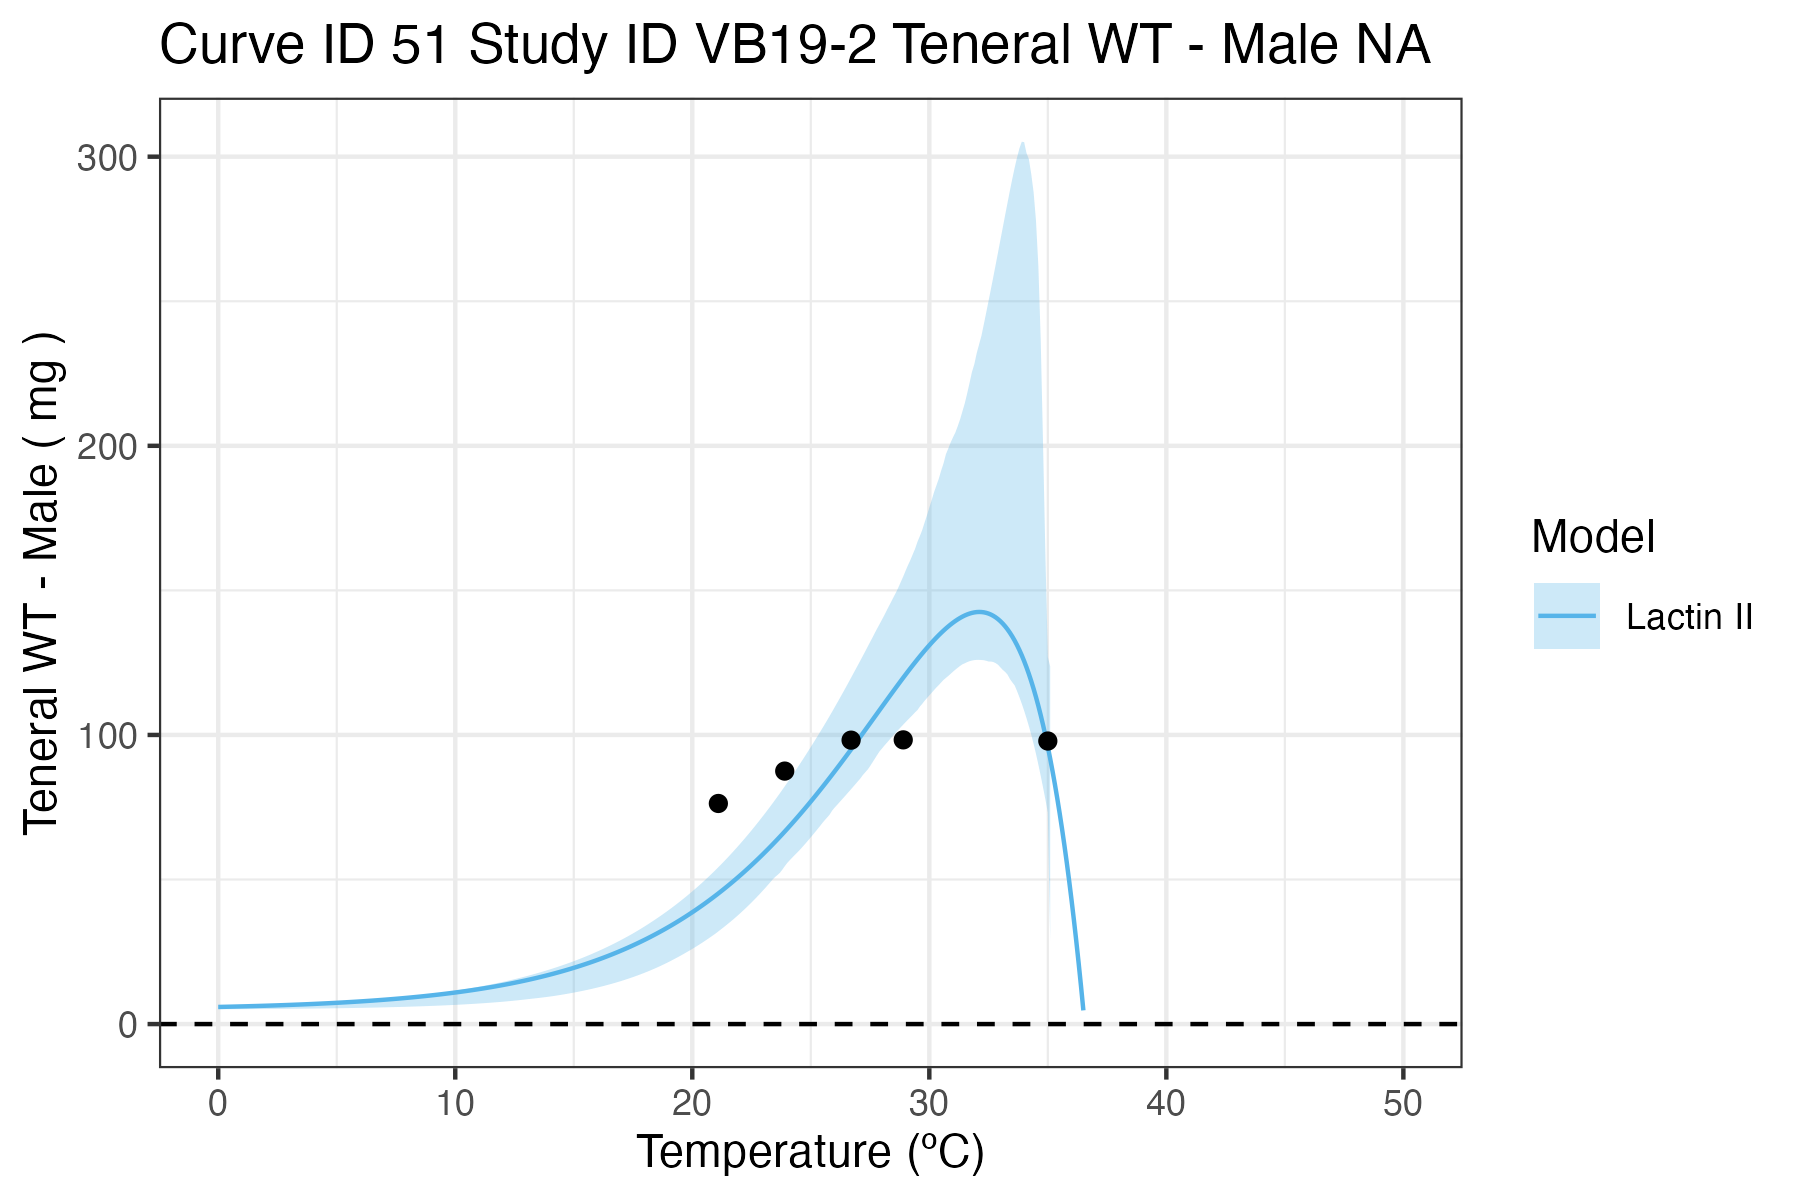 Curve ID 51 Study ID VB19-2 Teneral WT - Male NA
Teneral WT - Male ( mg )
300
200
100
0
0 10 20 30 40 50
Temperature (ºC)
Model
Lactin II